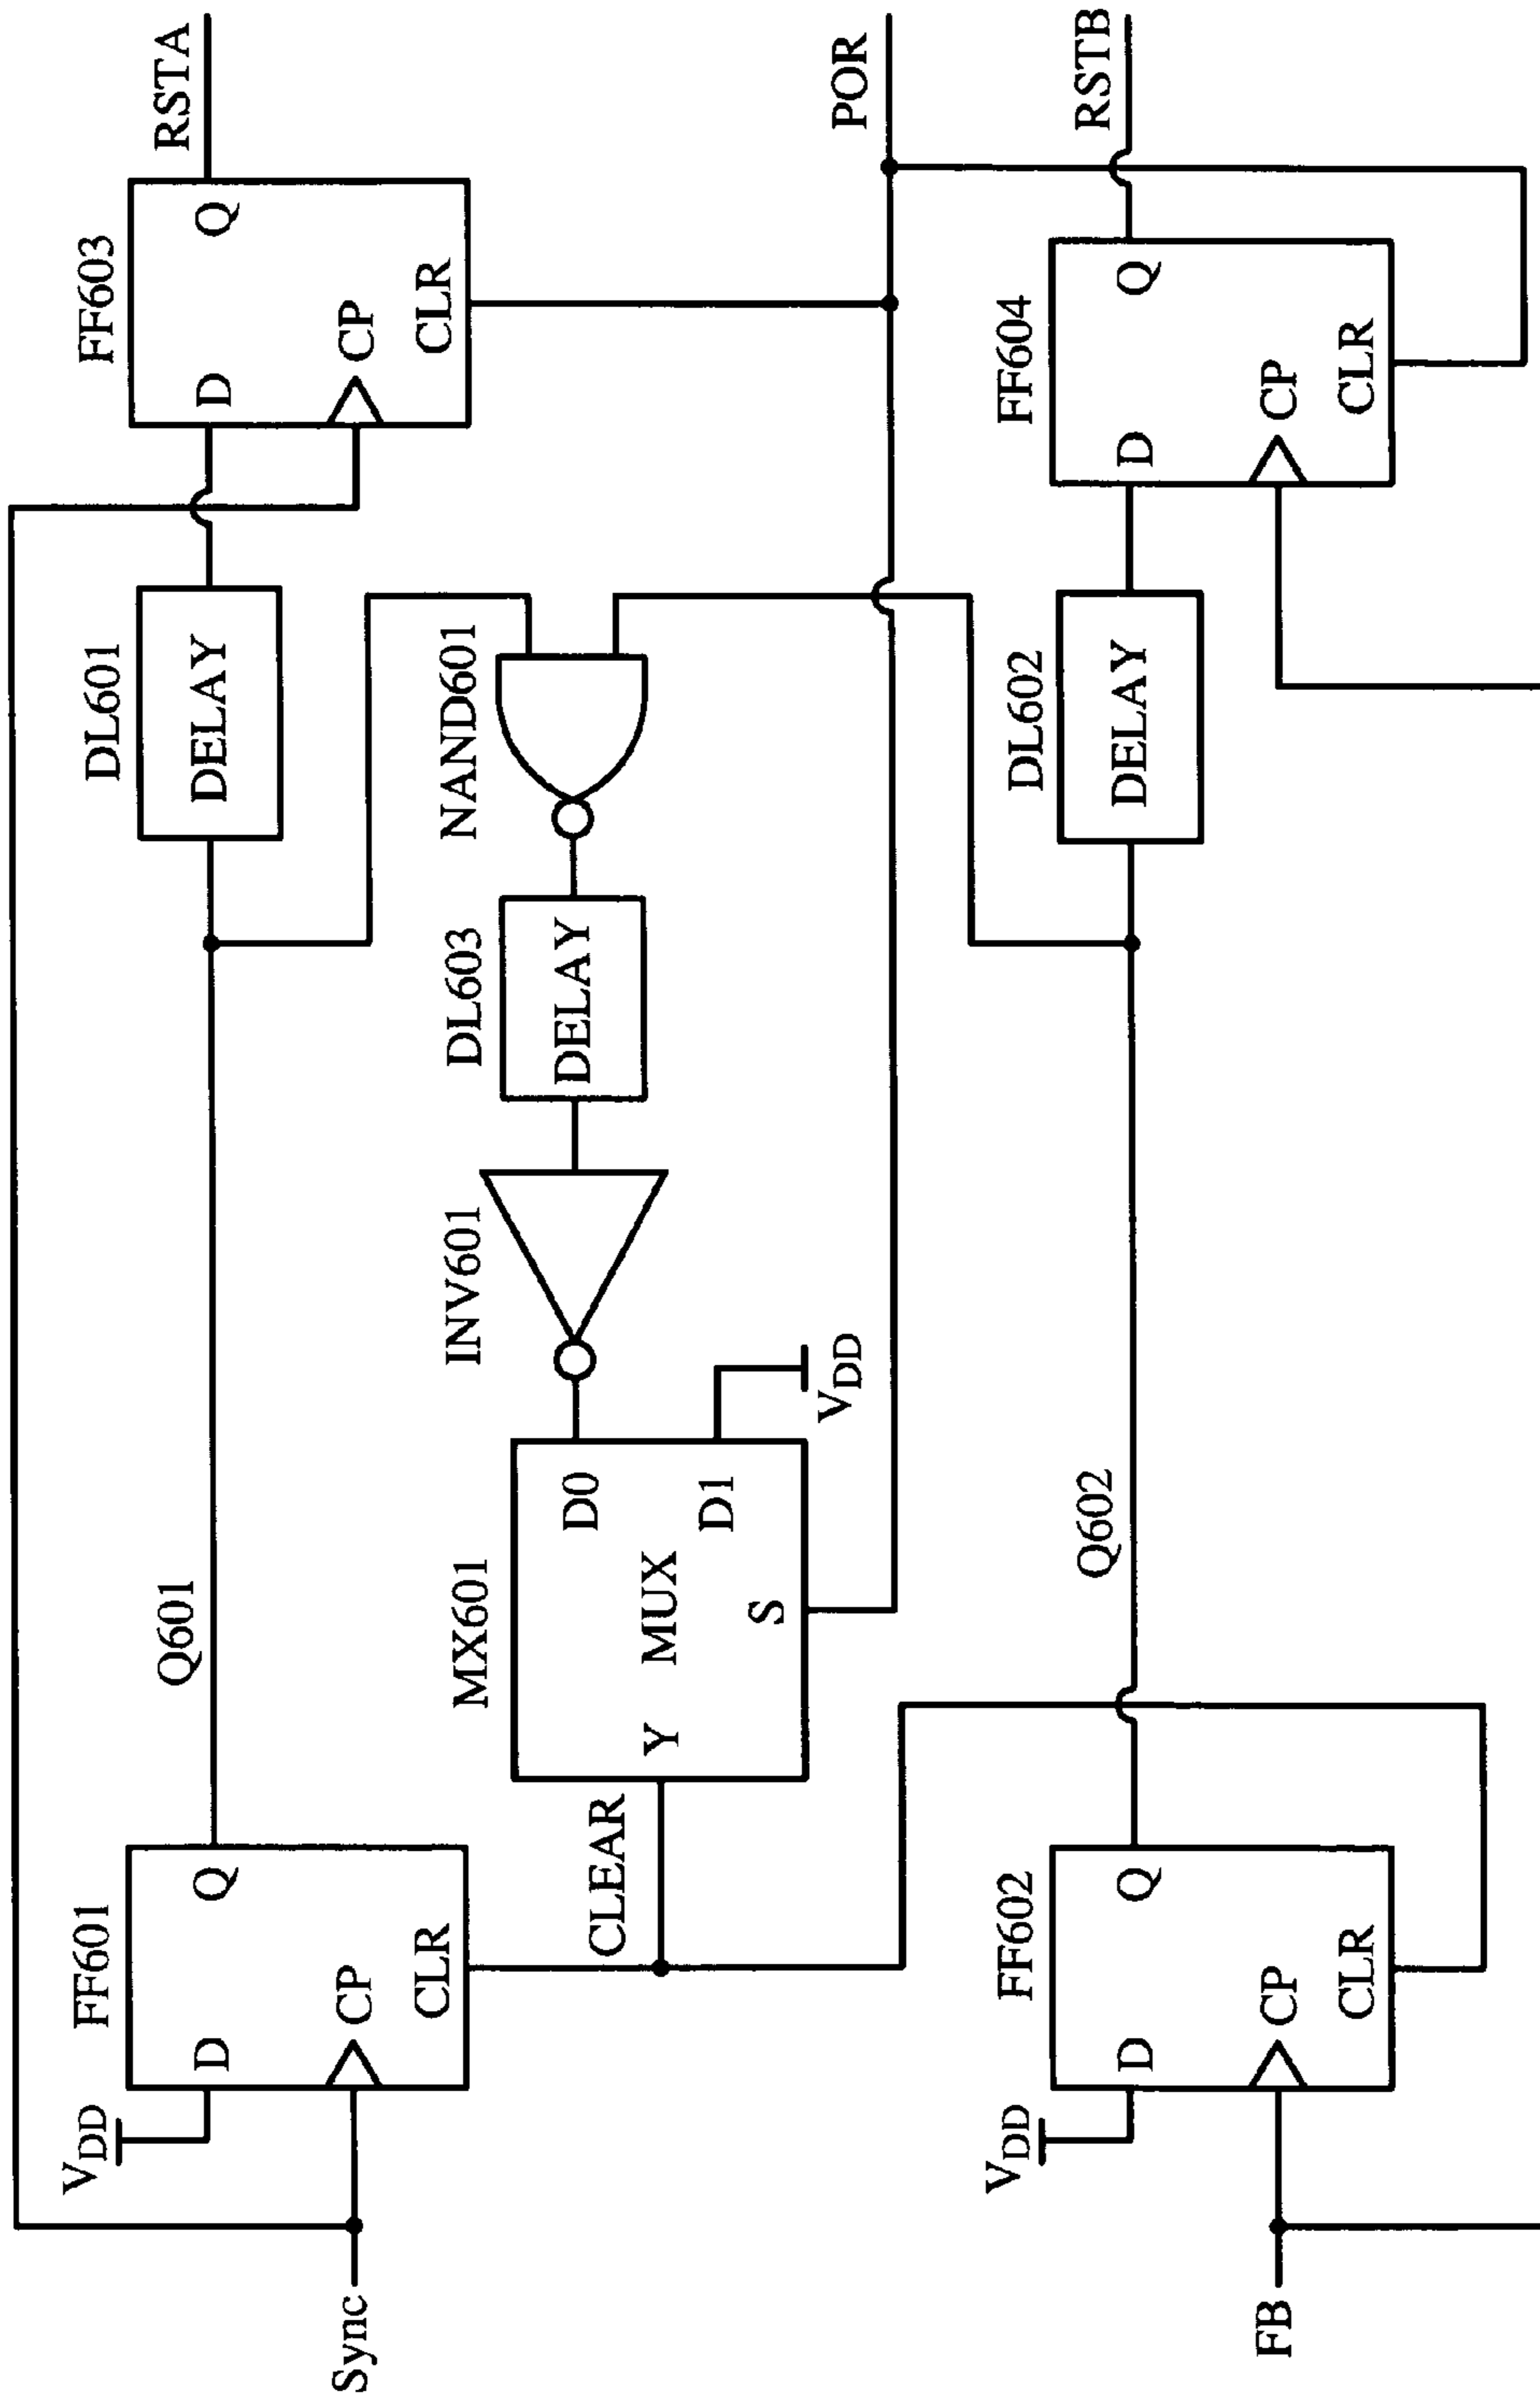 FF601
VDD
D
Q
CP
CLR
Sync
Q601
DL601
DELAY
FF603
D
Q
CP
CLR
RSTA
CLEAR
MX601
Y
MUX
D0
D1
S
VDD
INV601
DL603
DELAY
NAND601
POR
FF602
VDD
D
Q
CP
CLR
FB
Q602
DL602
DELAY
FF604
D
Q
CP
CLR
RSTB